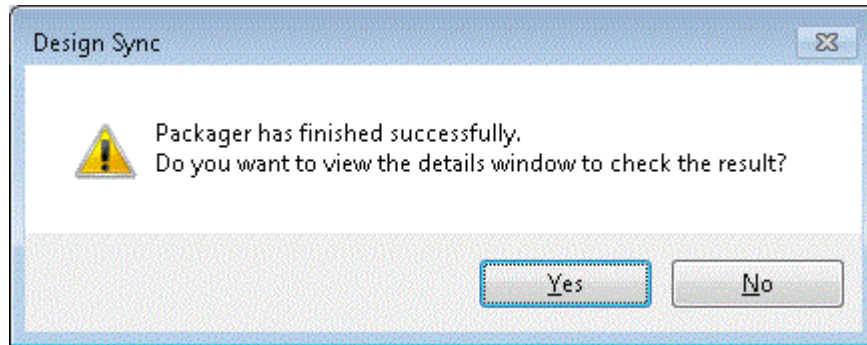 Design Sync
Packager has finished successfully.
Do you want to view the details window to check the result?
Yes
No